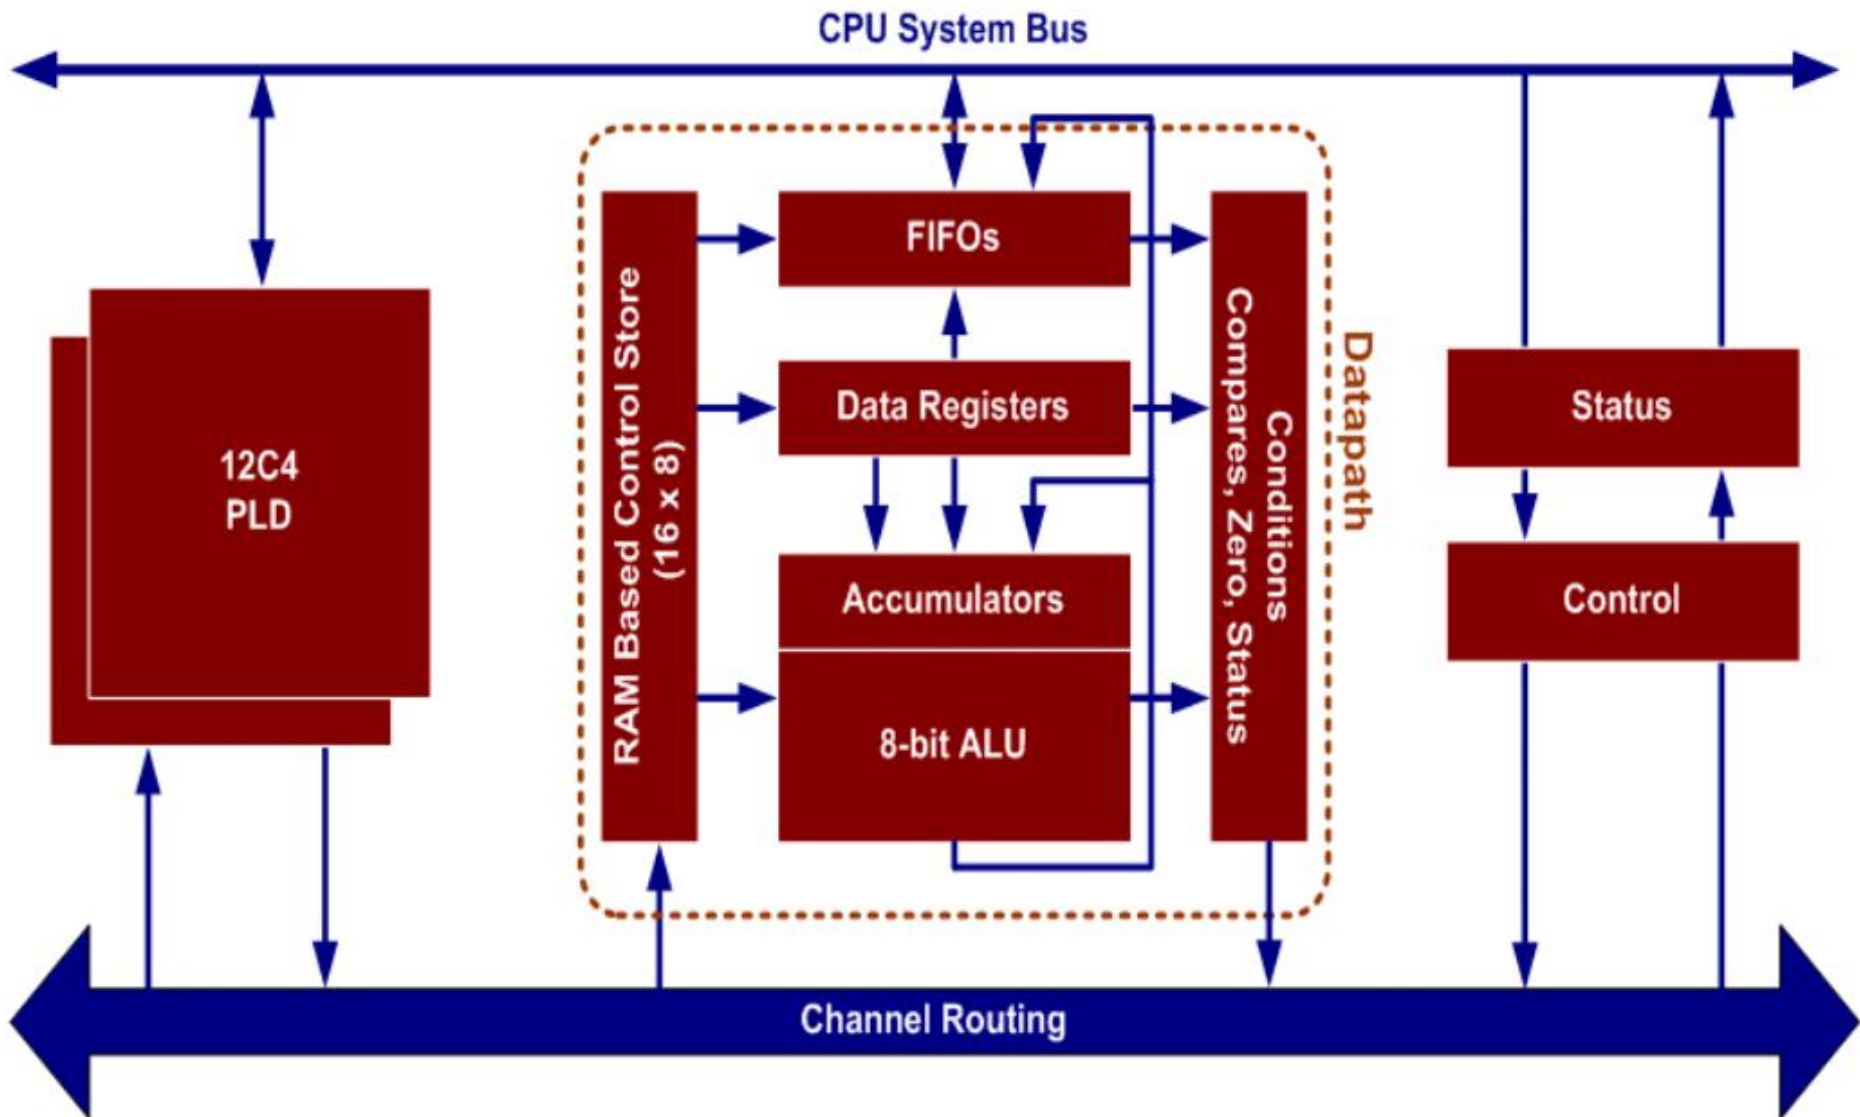 CPU System Bus
12C4
PLD
RAM Based Control Store
(16 x 8)
FIFOs
Data Registers
Accumulators
8-bit ALU
Conditions
Compares, Zero, Status
Datapath
Status
Control
Channel Routing